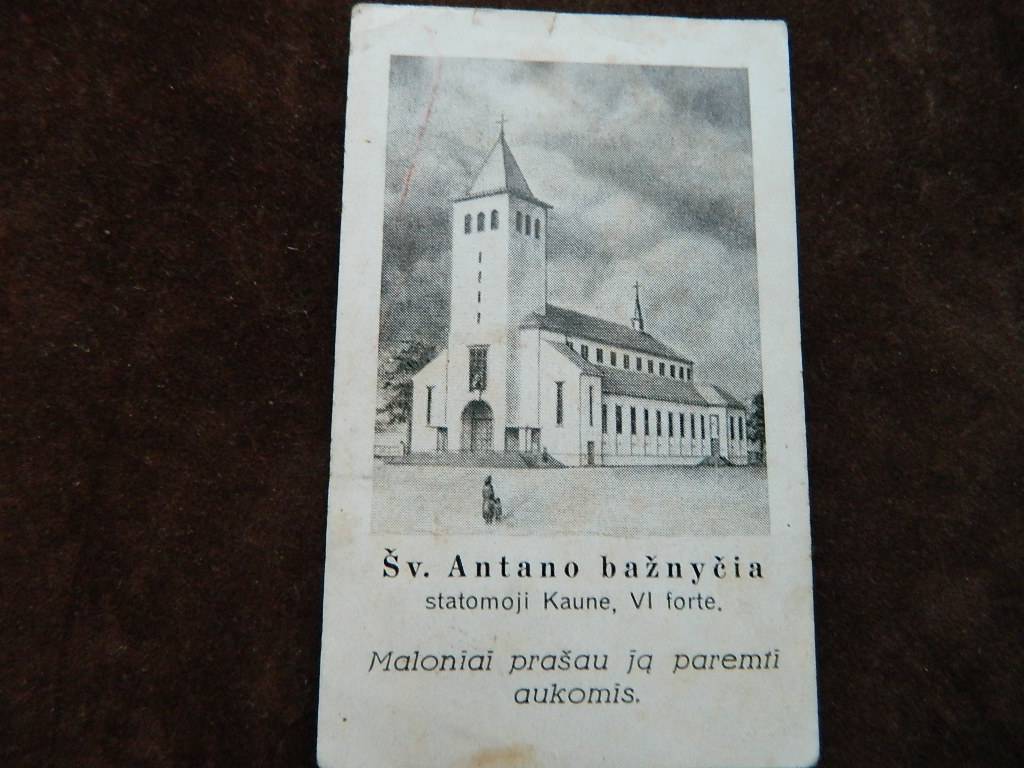 Šv. Antano bažnyčia
statomoji Kaune, VI forte.
Maloniai prašau ją paremti
aukomis.